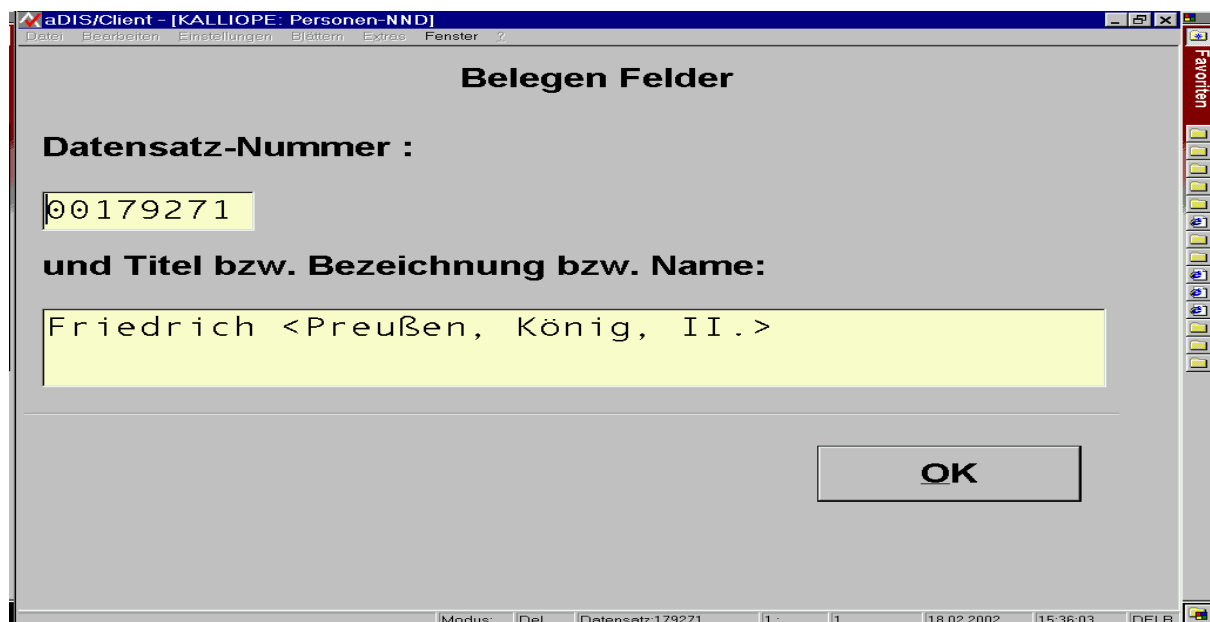 aDIS/Client - [KALLIOPE: Personen-NND]
Datei Bearbeiten Einstellungen Blättern Extras Fenster ?
Favoriten
Belegen Felder
Datensatz-Nummer :
00179271
und Titel bzw. Bezeichnung bzw. Name:
Friedrich <Preußen, König, II.>
OK
Modus: Del Datensatz:179271 1 : 1 18.02.2002 15:36:03 DELB